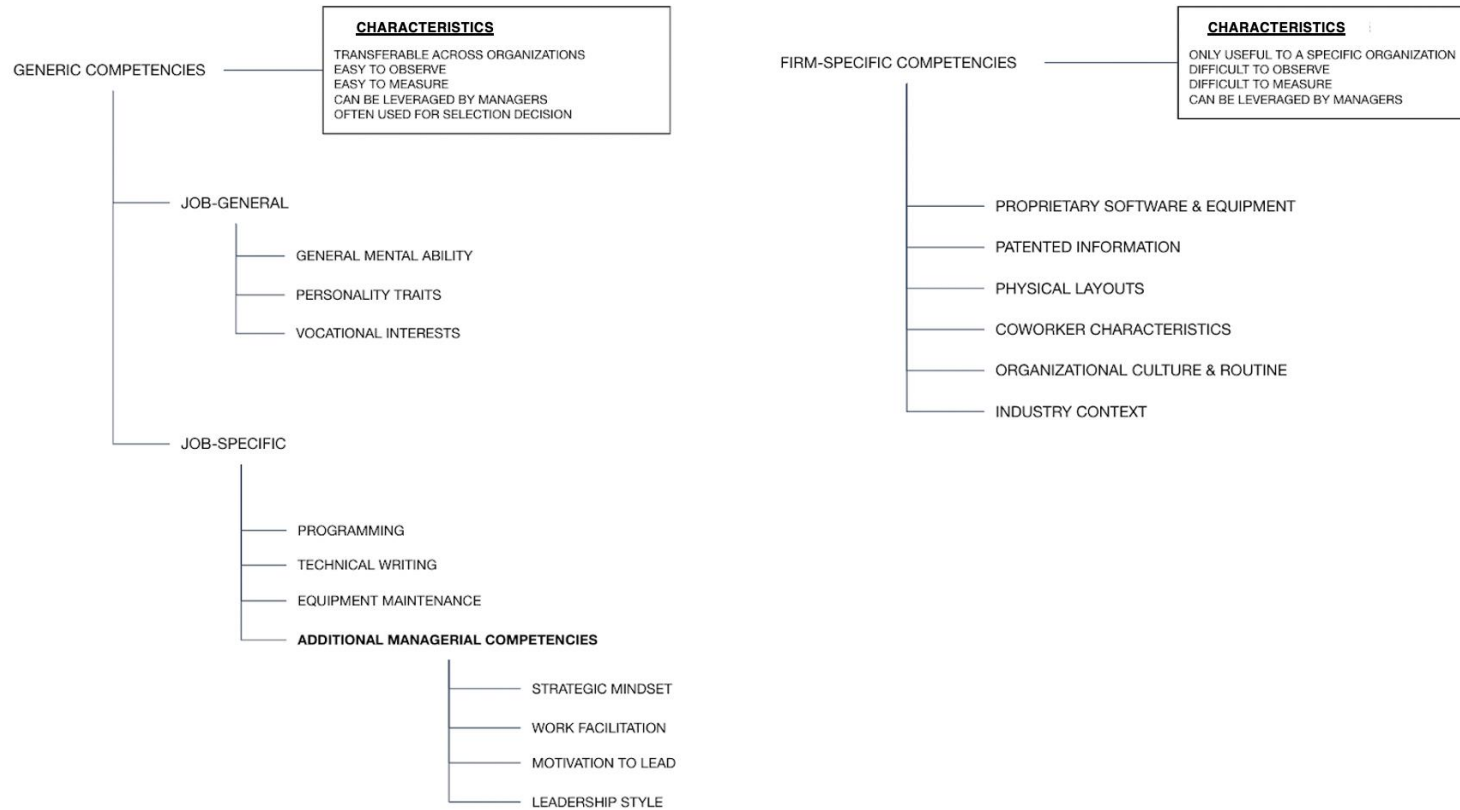 CHARACTERISTICS
TRANSFERABLE ACROSS ORGANIZATIONS
EASY TO OBSERVE
EASY TO MEASURE
CAN BE LEVERAGED BY MANAGERS
OFTEN USED FOR SELECTION DECISION
GENERIC COMPETENCIES
JOB-GENERAL
GENERAL MENTAL ABILITY
PERSONALITY TRAITS
VOCATIONAL INTERESTS
JOB-SPECIFIC
PROGRAMMING
TECHNICAL WRITING
EQUIPMENT MAINTENANCE
ADDITIONAL MANAGERIAL COMPETENCIES
STRATEGIC MINDSET
WORK FACILITATION
MOTIVATION TO LEAD
LEADERSHIP STYLE
CHARACTERISTICS
ONLY USEFUL TO A SPECIFIC ORGANIZATION
DIFFICULT TO OBSERVE
DIFFICULT TO MEASURE
CAN BE LEVERAGED BY MANAGERS
FIRM-SPECIFIC COMPETENCIES
PROPRIETARY SOFTWARE & EQUIPMENT
PATENTED INFORMATION
PHYSICAL LAYOUTS
COWORKER CHARACTERISTICS
ORGANIZATIONAL CULTURE & ROUTINE
INDUSTRY CONTEXT